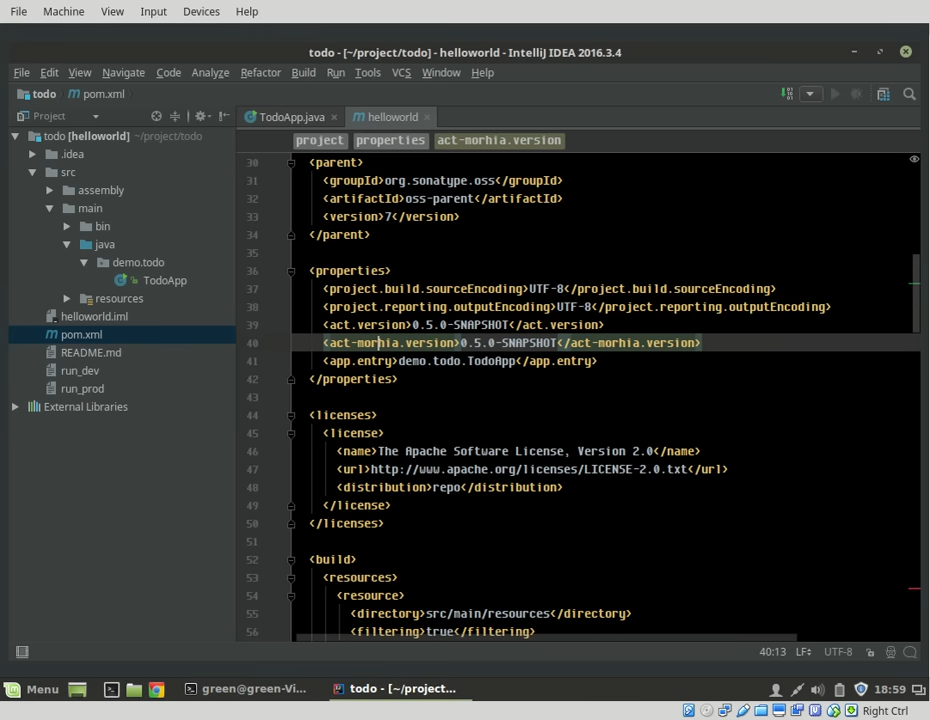 File Machine View Input Devices Help
todo - [~/project/todo] - helloworld - IntelliJ IDEA 2016.3.4
File Edit View Navigate Code Analyze Refactor Build Run Tools VCS Window Help
todo pom.xml
Project
TodoApp.java helloworld
todo [helloworld] ~/project/todo
.idea
src
assembly
main
bin
java
demo.todo
TodoApp
resources
helloworld.iml
pom.xml
README.md
run_dev
run_prod
External Libraries
project properties act-morhia.version
30 <parent>
31 <groupId>org.sonatype.oss</groupId>
32 <artifactId>oss-parent</artifactId>
33 <version>7</version>
34 </parent>
35
36 <properties>
37 <project.build.sourceEncoding>UTF-8</project.build.sourceEncoding>
38 <project.reporting.outputEncoding>UTF-8</project.reporting.outputEncoding>
39 <act.version>0.5.0-SNAPSHOT</act.version>
40 <act-morhia.version>0.5.0-SNAPSHOT</act-morhia.version>
41 <app.entry>demo.todo.TodoApp</app.entry>
42 </properties>
43
44 <licenses>
45 <license>
46 <name>The Apache Software License, Version 2.0</name>
47 <url>http://www.apache.org/licenses/LICENSE-2.0.txt</url>
48 <distribution>repo</distribution>
49 </license>
50 </licenses>
51
52 <build>
53 <resources>
54 <resource>
55 <directory>src/main/resources</directory>
56 <filtering>true</filtering>
40:13 LF UTF-8
Menu green@green-Vi... todo - [~/project... 18:59
Right Ctrl